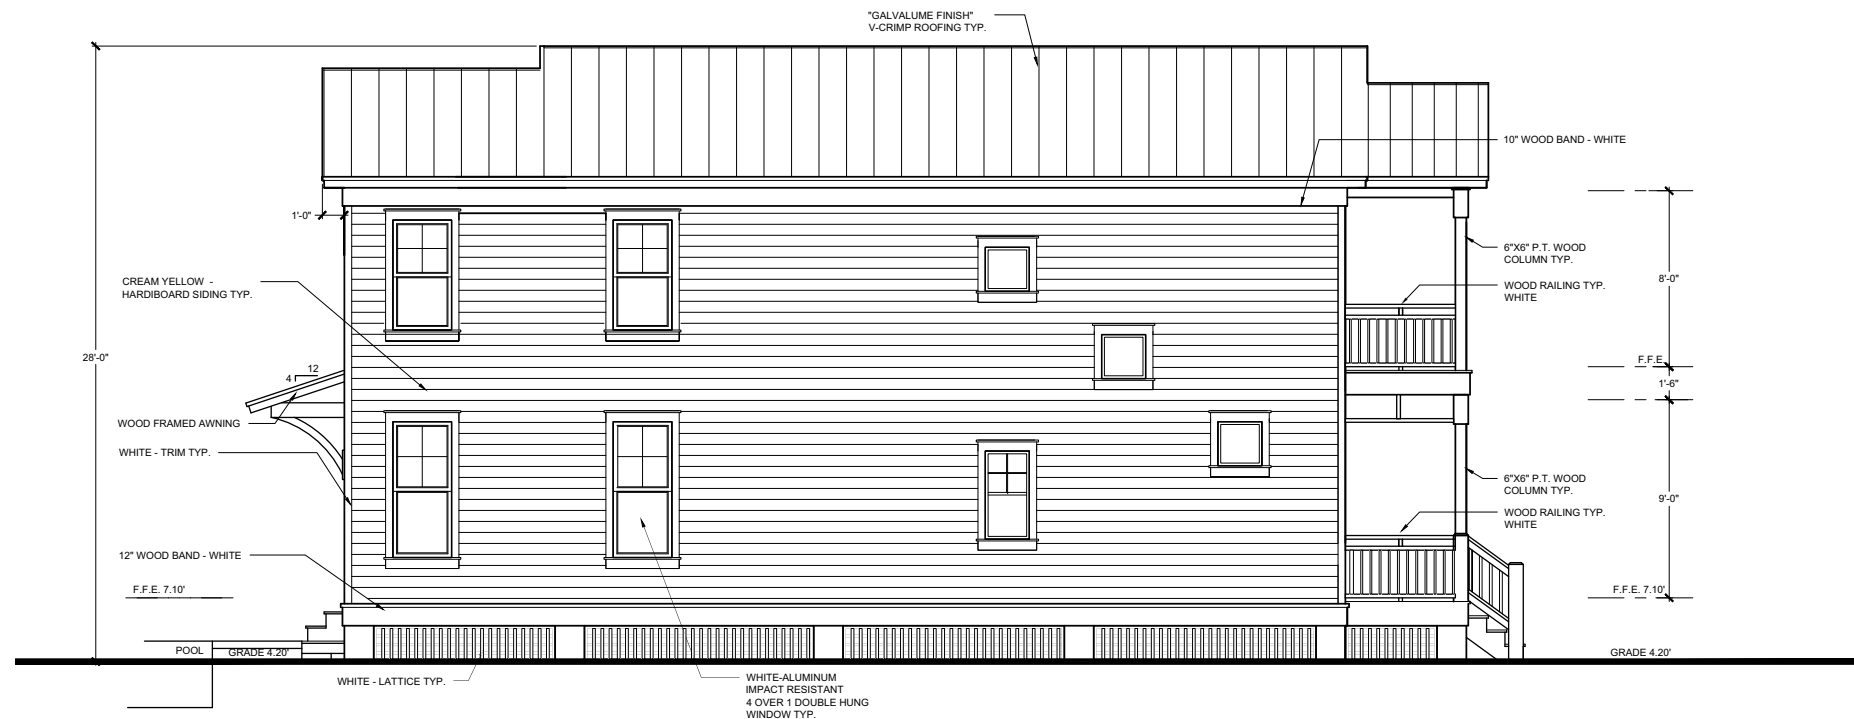 "GALVALUME FINISH"
V-CRIMP ROOFING TYP.
10" WOOD BAND - WHITE
1'-0"
6"X6" P.T. WOOD
COLUMN TYP.
CREAM YELLOW -
HARDIBOARD SIDING TYP.
WOOD RAILING TYP.
WHITE
8'-0"
28'-0"
F.F.E.
12
4
1'-6"
WOOD FRAMED AWNING
WHITE - TRIM TYP.
6"X6" P.T. WOOD
COLUMN TYP.
9'-0"
WOOD RAILING TYP.
WHITE
12" WOOD BAND - WHITE
F.F.E. 7.10'
F.F.E. 7.10'
POOL
GRADE 4.20'
GRADE 4.20'
WHITE - LATTICE TYP.
WHITE-ALUMINUM
IMPACT RESISTANT
4 OVER 1 DOUBLE HUNG
WINDOW TYP.